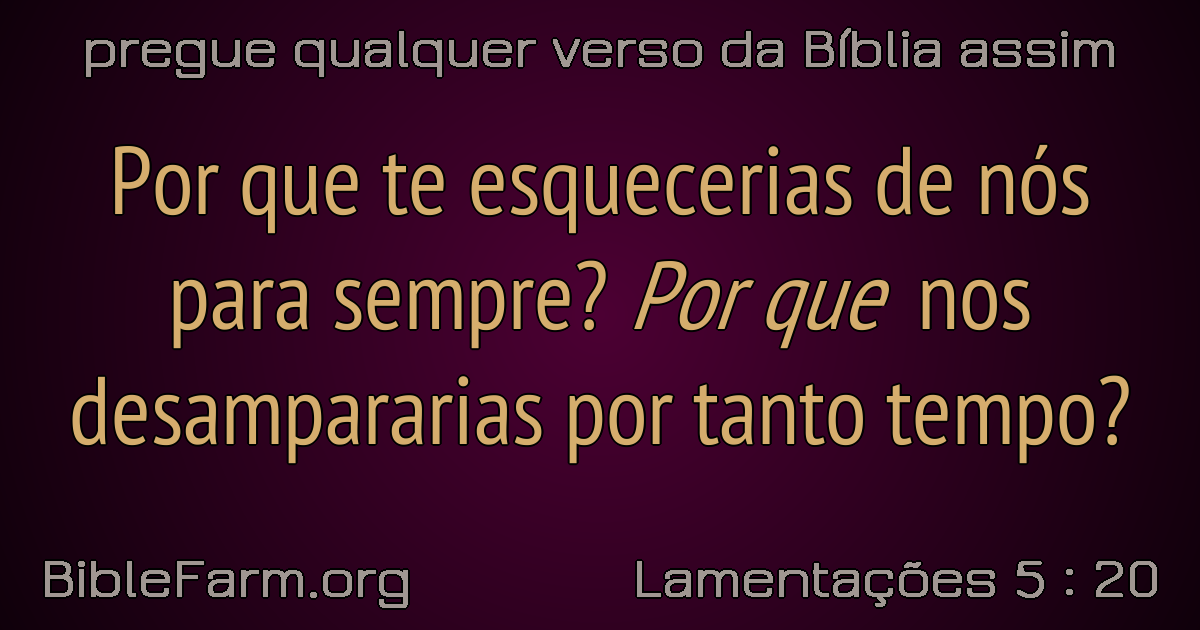 pregue qualquer verso da Bíblia assim
Por que te esquecerias de nós
para sempre? Por que nos
desampararias por tanto tempo?
BibleFarm.org
Lamentações 5 : 20